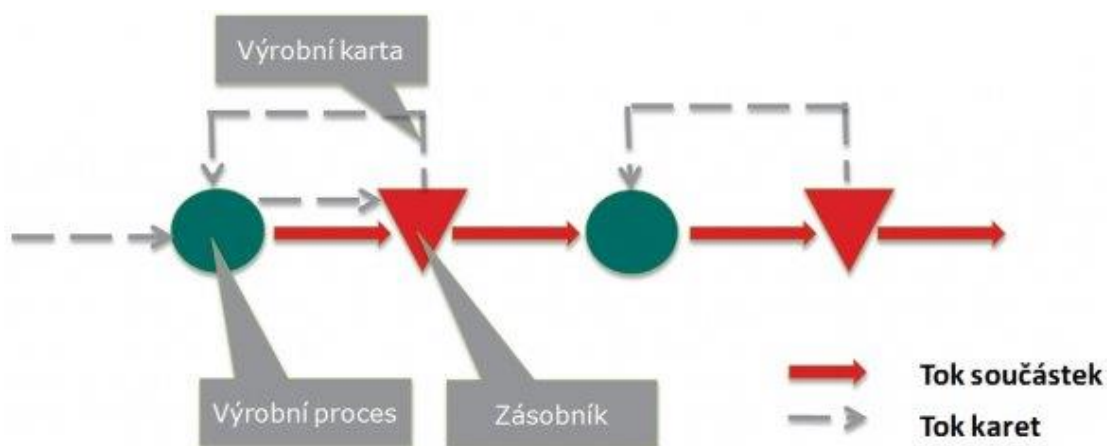 Výrobní karta
Výrobní proces
Zásobník
Tok součástek
Tok karet